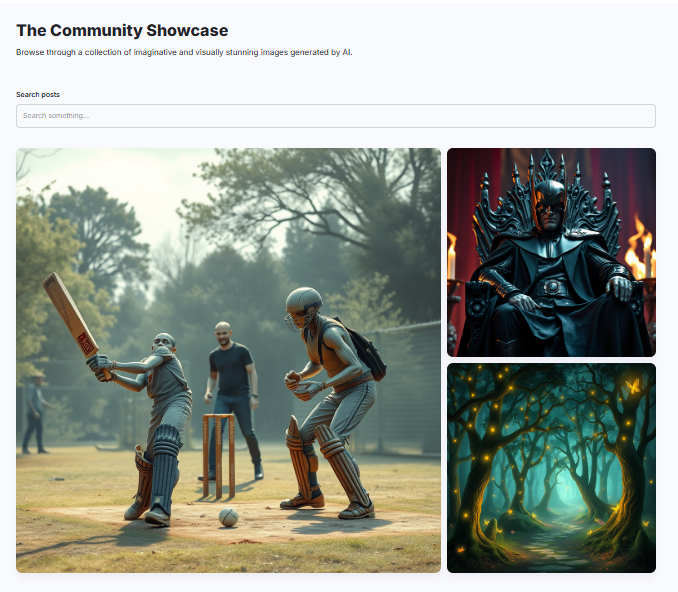 The Community Showcase
Browse through a collection of imaginative and visually stunning images generated by AI.
Search posts
Search something...